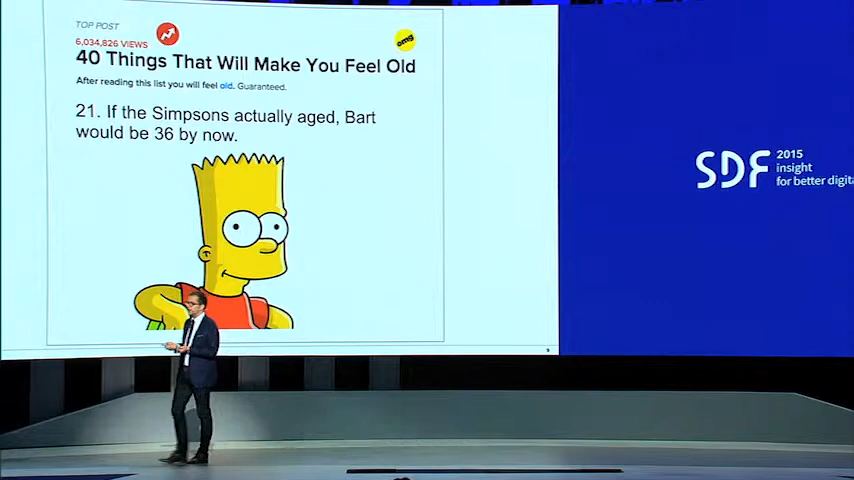 TOP POST
6,034,826 VIEWS
omg
40 Things That Will Make You Feel Old
After reading this list you will feel old. Guaranteed.
21. If the Simpsons actually aged, Bart
would be 36 by now.
SDF 2015
insight
for better digita